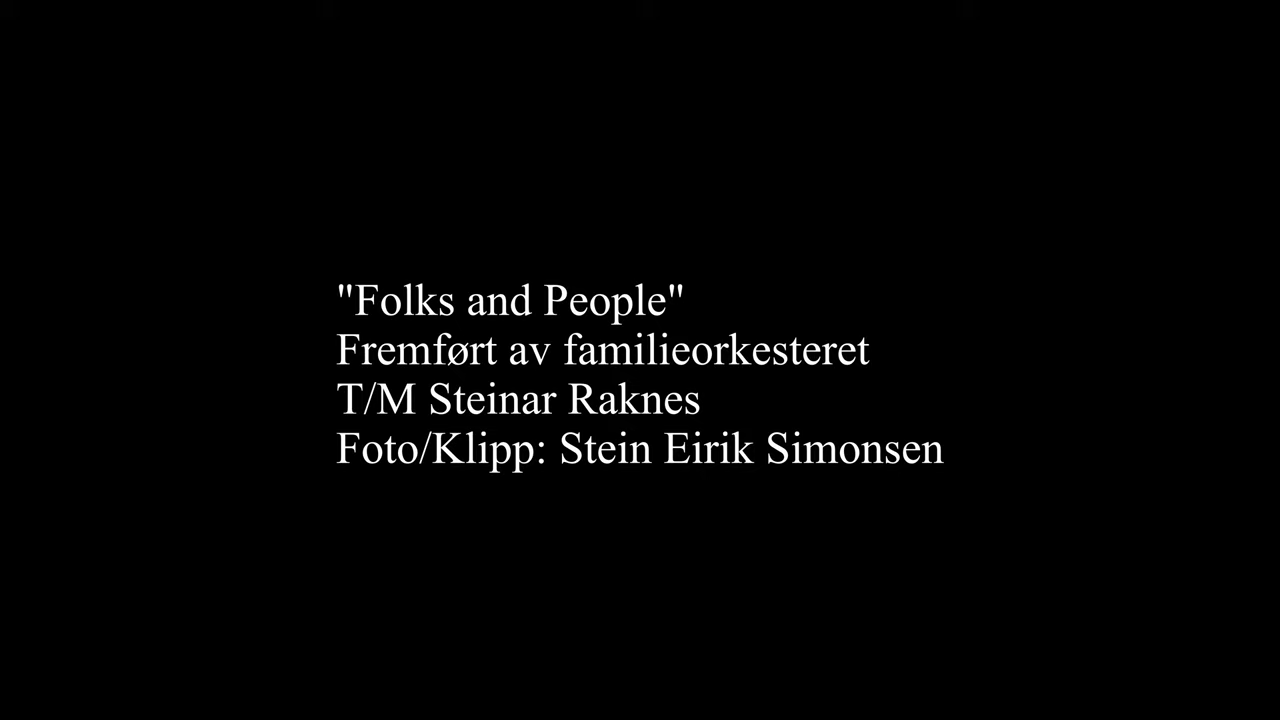 "Folks and People"
Fremført av familieorkesteret
T/M Steinar Raknes
Foto/Klipp: Stein Eirik Simonsen